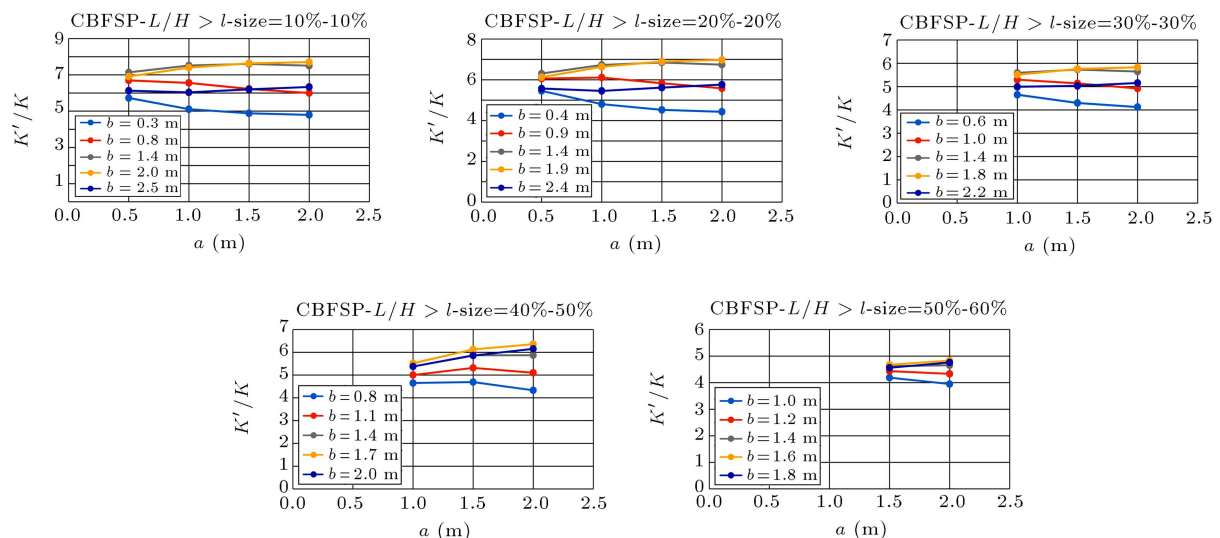 CBFSP-L/H > l-size=10%-10%
9
8
7
6
5
4
3
2
1
K′/K
b = 0.3 m
b = 0.8 m
b = 1.4 m
b = 2.0 m
b = 2.5 m
0.0 0.5 1.0 1.5 2.0 2.5
a (m)
CBFSP-L/H > l-size=20%-20%
8
6
4
2
0
K′/K
b = 0.4 m
b = 0.9 m
b = 1.4 m
b = 1.9 m
b = 2.4 m
0.0 0.5 1.0 1.5 2.0 2.5
a (m)
CBFSP-L/H > l-size=30%-30%
7
6
5
4
3
2
1
0
K′/K
b = 0.6 m
b = 1.0 m
b = 1.4 m
b = 1.8 m
b = 2.2 m
0.0 0.5 1.0 1.5 2.0 2.5
a (m)
CBFSP-L/H > l-size=40%-50%
7
6
5
4
3
2
1
0
K′/K
b = 0.8 m
b = 1.1 m
b = 1.4 m
b = 1.7 m
b = 2.0 m
0.0 0.5 1.0 1.5 2.0 2.5
a (m)
CBFSP-L/H > l-size=50%-60%
6
5
4
3
2
1
0
K′/K
b = 1.0 m
b = 1.2 m
b = 1.4 m
b = 1.6 m
b = 1.8 m
0.0 0.5 1.0 1.5 2.0 2.5
a (m)